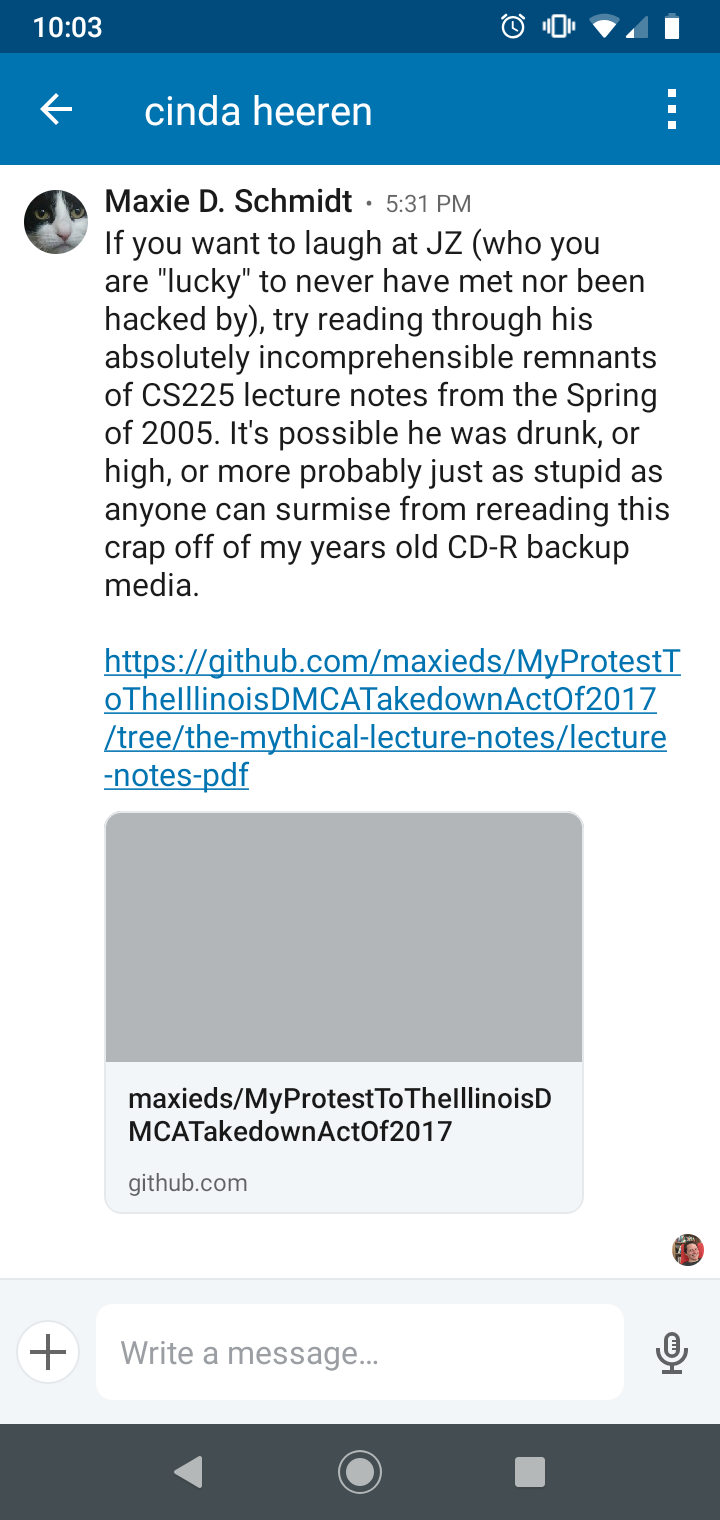 10:03
cinda heeren
Maxie D. Schmidt • 5:31 PM
If you want to laugh at JZ (who you
are "lucky" to never have met nor been
hacked by), try reading through his
absolutely incomprehensible remnants
of CS225 lecture notes from the Spring
of 2005. It's possible he was drunk, or
high, or more probably just as stupid as
anyone can surmise from rereading this
crap off of my years old CD-R backup
media.
https://github.com/maxieds/MyProtestT
oTheIllinoisDMCATakedownActOf2017
/tree/the-mythical-lecture-notes/lecture
-notes-pdf
maxieds/MyProtestToTheIllinoisD
MCATakedownActOf2017
github.com
Write a message...